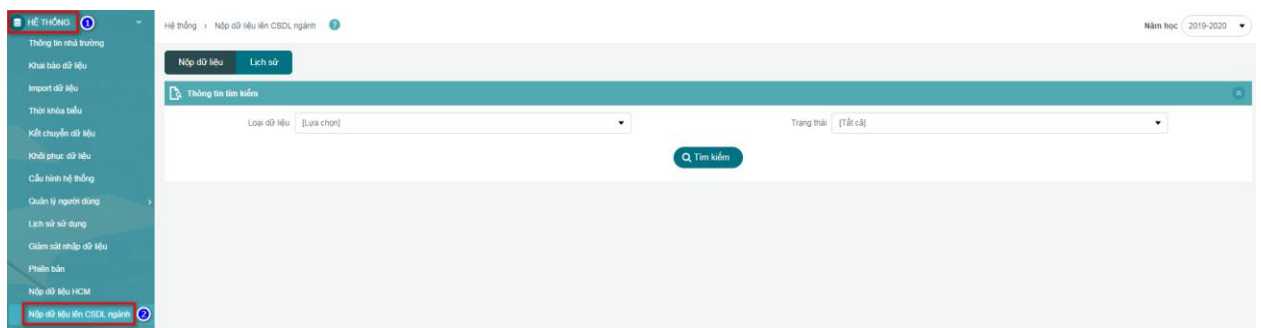 HỆ THỐNG 1
Thông tin nhà trường
Khai báo dữ liệu
Import dữ liệu
Thời khóa biểu
Kết chuyển dữ liệu
Khôi phục dữ liệu
Cấu hình hệ thống
Quản lý người dùng
Lịch sử sử dụng
Giám sát nhập dữ liệu
Phiên bản
Nộp dữ liệu HCM
Nộp dữ liệu lên CSDL ngành 2
Hệ thống > Nộp dữ liệu lên CSDL ngành ?
Năm học 2019-2020
Nộp dữ liệu Lịch sử
Thông tin tìm kiếm
Loại dữ liệu [Lựa chọn] Trạng thái [Tất cả]
Tìm kiếm